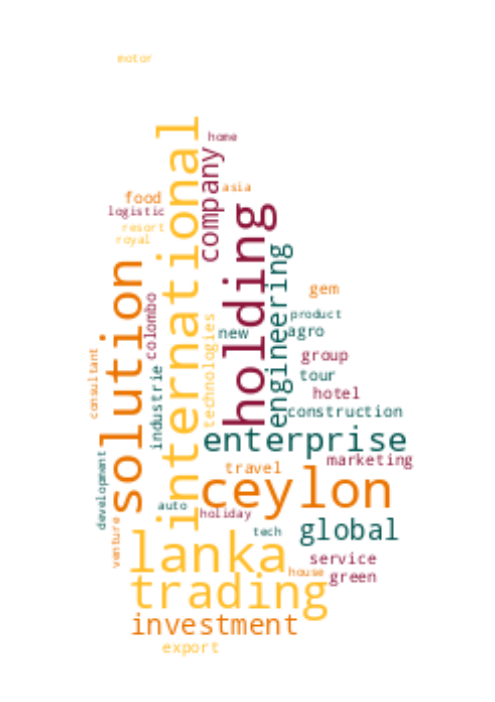 motor
home
international
company
asia
food
logistic
resort
royal
holding
engineering
solution
gem
colombo
technologies
product
new
agro
consultant
industrie
group
tour
hotel
construction
enterprise
marketing
development
travel
ceylon
auto
holiday
venture
global
tech
lanka
service
house
green
trading
investment
export